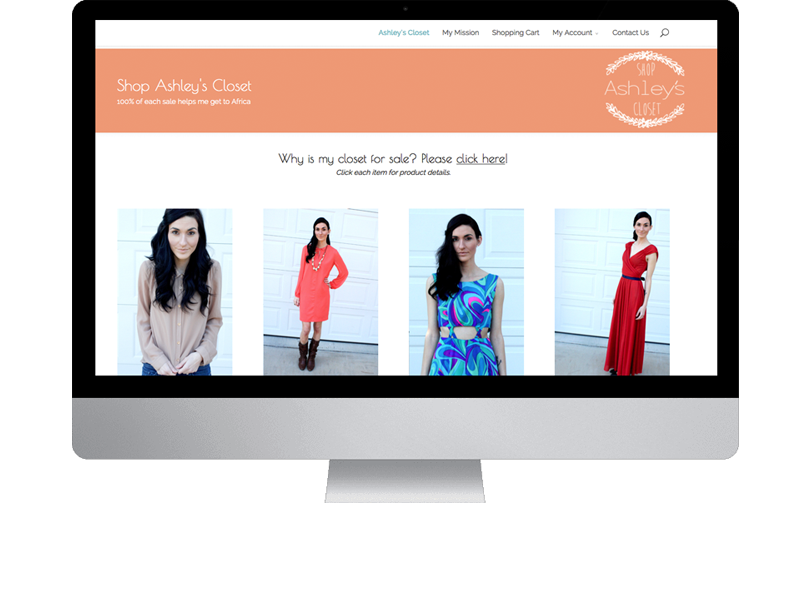 Ashley's Closet My Mission Shopping Cart My Account Contact Us
Shop Ashley's Closet
100% of each sale helps me get to Africa
SHOP
Ashley's
CLOSET
Why is my closet for sale? Please click here!
Click each item for product details.